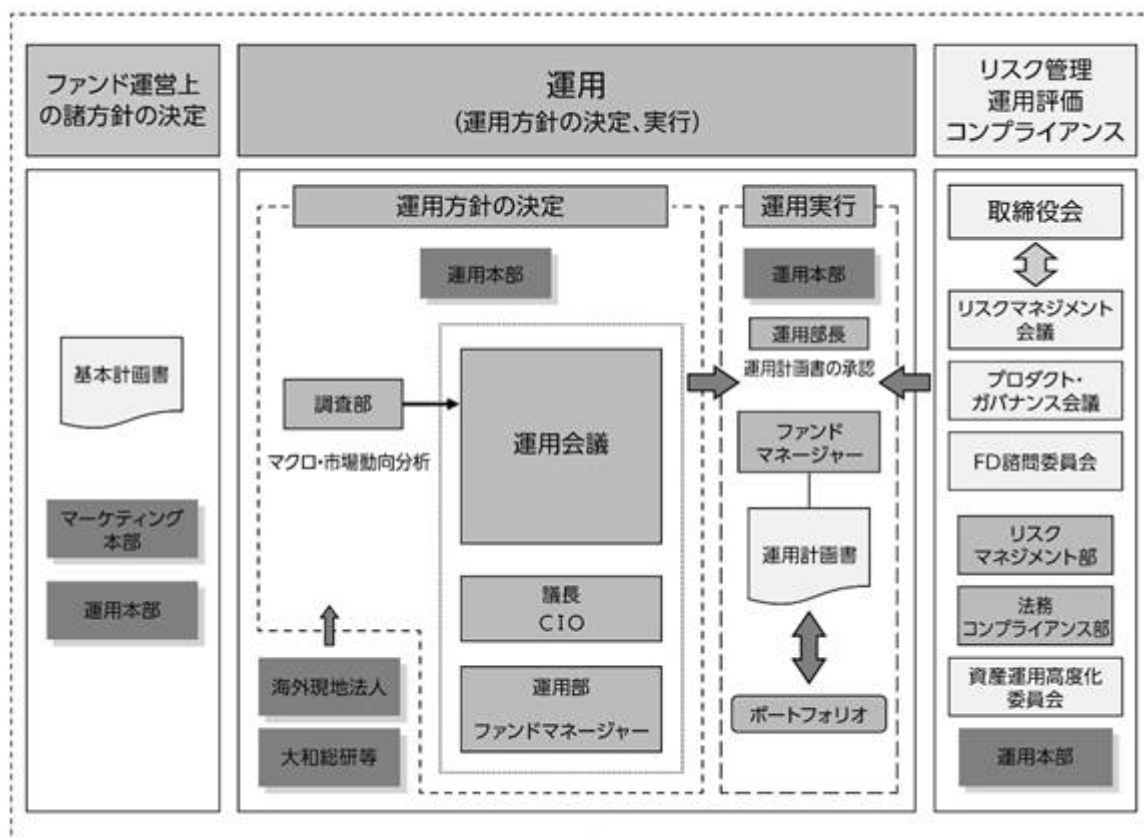 ファンド運営上
の諸方針の決定
運用
(運用方針の決定、実行)
リスク管理
運用評価
コンプライアンス
基本計画書
マーケティング
本部
運用本部
運用方針の決定
運用本部
調査部
マクロ・市場動向分析
運用会議
議長
CIO
運用部
ファンドマネージャー
海外現地法人
大和総研等
運用実行
運用本部
運用部長
運用計画書の承認
ファンド
マネージャー
運用計画書
ポートフォリオ
取締役会
リスクマネジメント
会議
プロダクト・
ガバナンス会議
FD諮問委員会
リスク
マネジメント部
法務
コンプライアンス部
資産運用高度化
委員会
運用本部